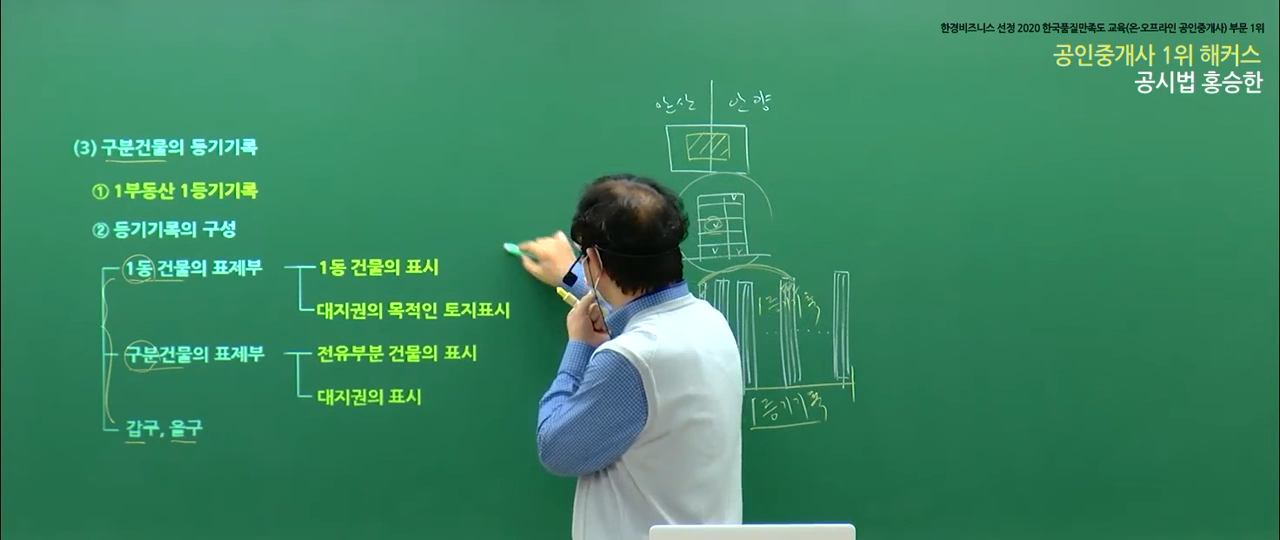 한경비즈니스 선정 2020 한국품질만족도 교육(온·오프라인 공인중개사) 부문 1위
공인중개사 1위 해커스
공시법 홍승한
(3) 구분건물의 등기기록
① 1부동산 1등기기록
② 등기기록의 구성
1동 건물의 표제부
1동 건물의 표시
대지권의 목적인 토지표시
구분건물의 표제부
전유부분 건물의 표시
대지권의 표시
갑구, 을구
안산 안양
1등기기록